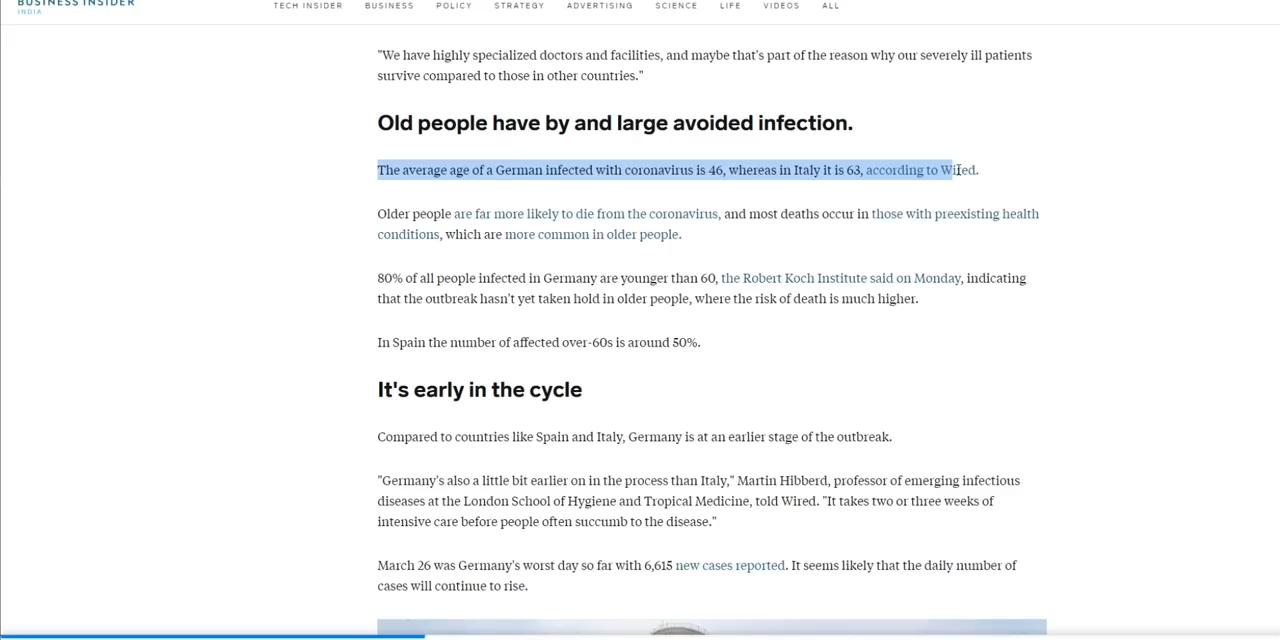 BUSINESS INSIDER
INDIA
TECH INSIDER BUSINESS POLICY STRATEGY ADVERTISING SCIENCE LIFE VIDEOS ALL
"We have highly specialized doctors and facilities, and maybe that's part of the reason why our severely ill patients
survive compared to those in other countries."
Old people have by and large avoided infection.
The average age of a German infected with coronavirus is 46, whereas in Italy it is 63, according to Wired.
Older people are far more likely to die from the coronavirus, and most deaths occur in those with preexisting health
conditions, which are more common in older people.
80% of all people infected in Germany are younger than 60, the Robert Koch Institute said on Monday, indicating
that the outbreak hasn't yet taken hold in older people, where the risk of death is much higher.
In Spain the number of affected over-60s is around 50%.
It's early in the cycle
Compared to countries like Spain and Italy, Germany is at an earlier stage of the outbreak.
"Germany's also a little bit earlier on in the process than Italy," Martin Hibberd, professor of emerging infectious
diseases at the London School of Hygiene and Tropical Medicine, told Wired. "It takes two or three weeks of
intensive care before people often succumb to the disease."
March 26 was Germany's worst day so far with 6,615 new cases reported. It seems likely that the daily number of
cases will continue to rise.